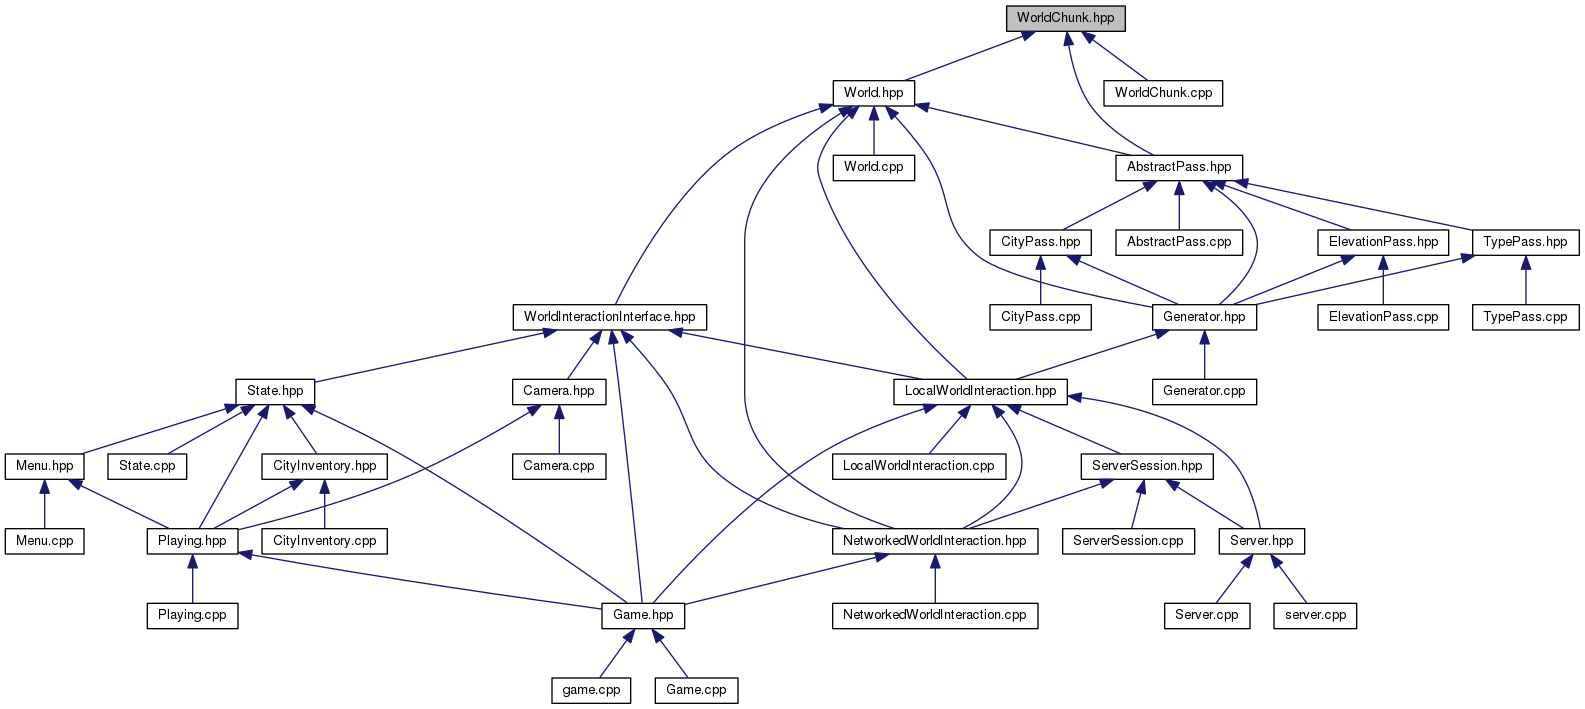 WorldChunk.hpp
World.hpp
WorldChunk.cpp
World.cpp
AbstractPass.hpp
CityPass.hpp
AbstractPass.cpp
ElevationPass.hpp
TypePass.hpp
WorldInteractionInterface.hpp
CityPass.cpp
Generator.hpp
ElevationPass.cpp
TypePass.cpp
State.hpp
Camera.hpp
LocalWorldInteraction.hpp
Generator.cpp
Menu.hpp
State.cpp
CityInventory.hpp
Camera.cpp
LocalWorldInteraction.cpp
ServerSession.hpp
Menu.cpp
Playing.hpp
CityInventory.cpp
NetworkedWorldInteraction.hpp
ServerSession.cpp
Server.hpp
Playing.cpp
Game.hpp
NetworkedWorldInteraction.cpp
Server.cpp
server.cpp
game.cpp
Game.cpp